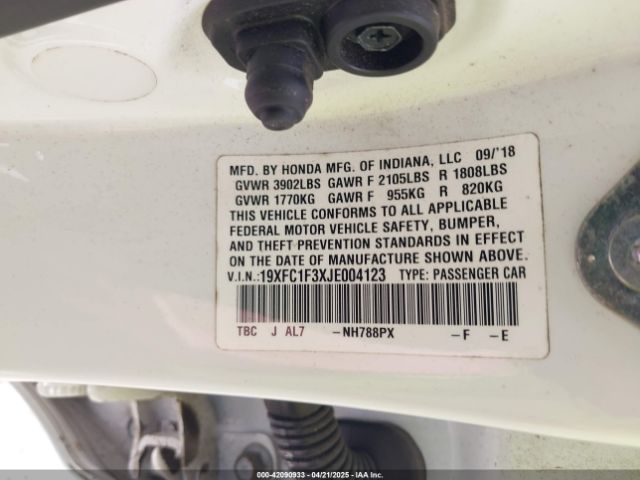 MFD. BY HONDA MFG. OF INDIANA, LLC 09/'18
GVWR 3902LBS GAWR F 2105LBS R 1808LBS
GVWR 1770KG GAWR F 955KG R 820KG
THIS VEHICLE CONFORMS TO ALL APPLICABLE
FEDERAL MOTOR VEHICLE SAFETY, BUMPER,
AND THEFT PREVENTION STANDARDS IN EFFECT
ON THE DATE OF MANUFACTURE SHOWN ABOVE.
V.I.N.:19XFC1F3XJE004123 TYPE: PASSENGER CAR
TBC J AL7 -NH788PX -F -E
000-42090933 - 04/21/2025 - IAAI Corp.